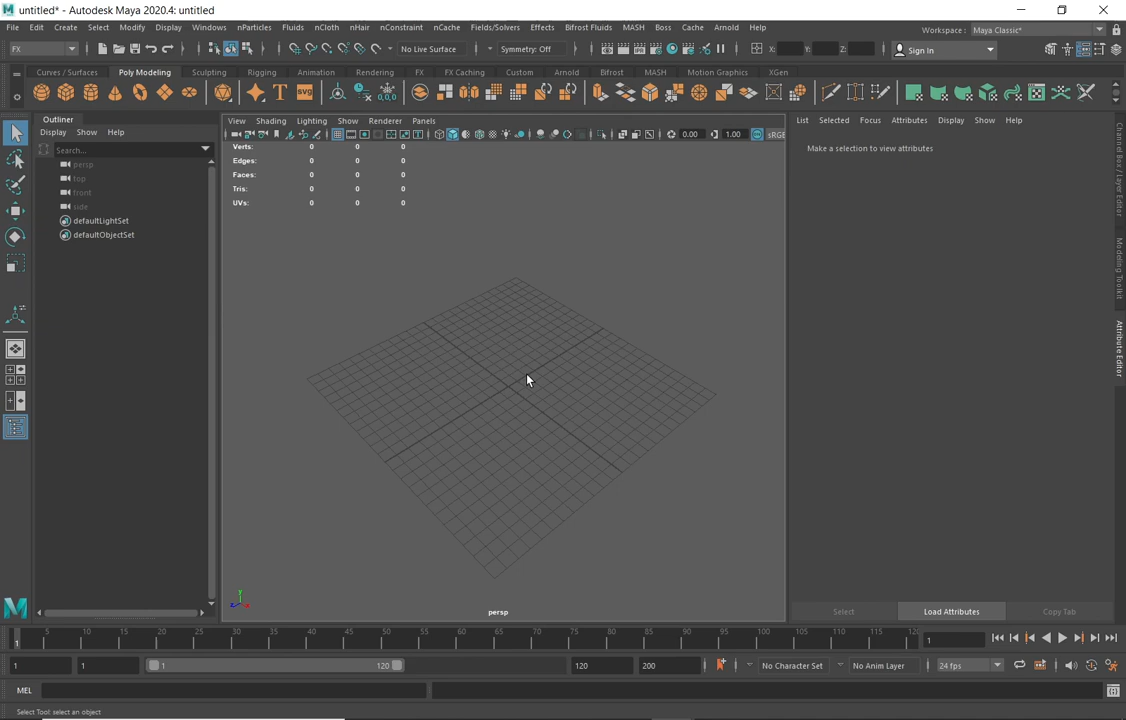 untitled* - Autodesk Maya 2020.4: untitled
File Edit Create Select Modify Display Windows nParticles Fluids nCloth nHair nConstraint nCache Fields/Solvers Effects Bifrost Fluids MASH Boss Cache Arnold Help Workspace : Maya Classic*
FX No Live Surface Symmetry: Off X: Y: Z: Sign In
Curves / Surfaces Poly Modeling Sculpting Rigging Animation Rendering FX FX Caching Custom Arnold Bifrost MASH Motion Graphics XGen
T SVG 0,0,0
Outliner
Display Show Help
Search...
persp
top
front
side
defaultLightSet
defaultObjectSet
View Shading Lighting Show Renderer Panels
0.00 1.00 sRGE
Verts: 0 0 0
Edges: 0 0 0
Faces: 0 0 0
Tris: 0 0 0
UVs: 0 0 0
y
z x
persp
List Selected Focus Attributes Display Show Help
Make a selection to view attributes
Select Load Attributes Copy Tab
Channel Box / Layer Editor
Modeling Toolkit
Attribute Editor
1 5 10 15 20 25 30 35 40 45 50 55 60 65 70 75 80 85 90 95 100 105 110 115 120 1
1 1 1 120 120 200 No Character Set No Anim Layer 24 fps
MEL
Select Tool: select an object